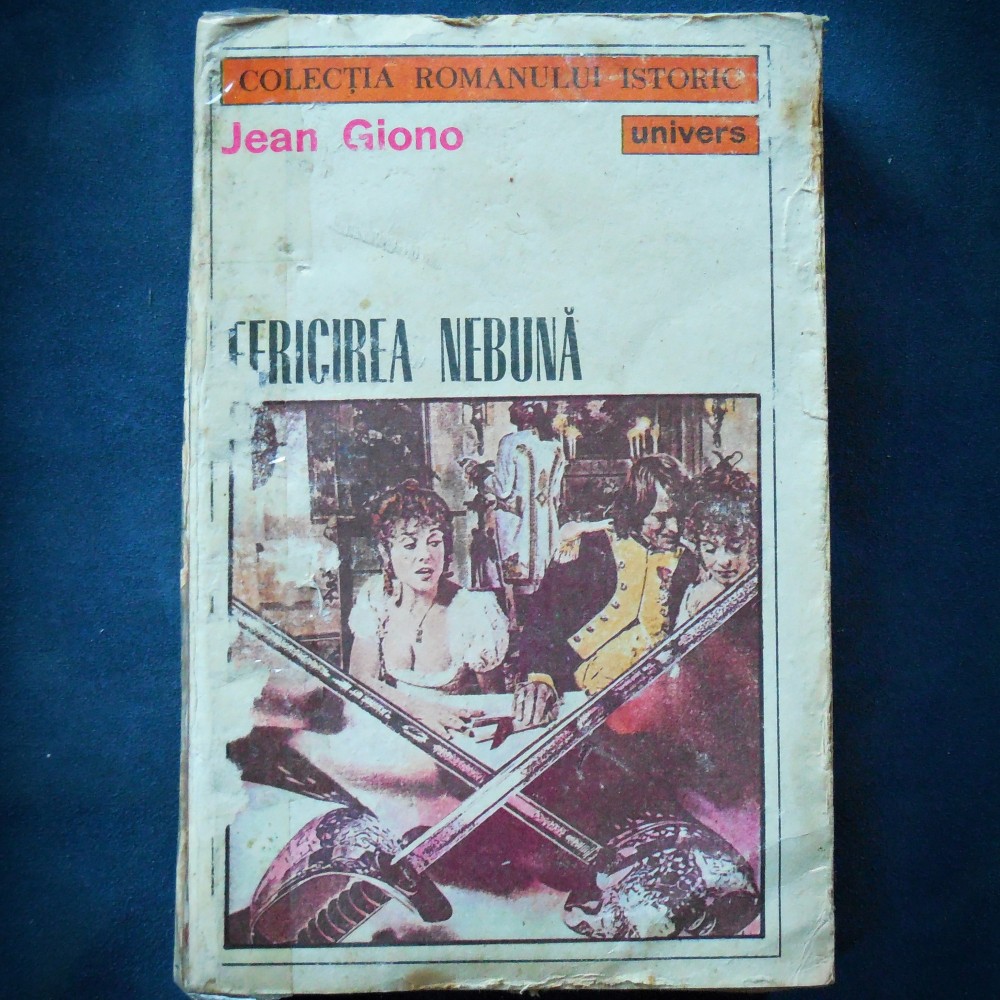 COLECȚIA ROMANULUI ISTORIC
Jean Giono
univers
FERICIREA NEBUNĂ